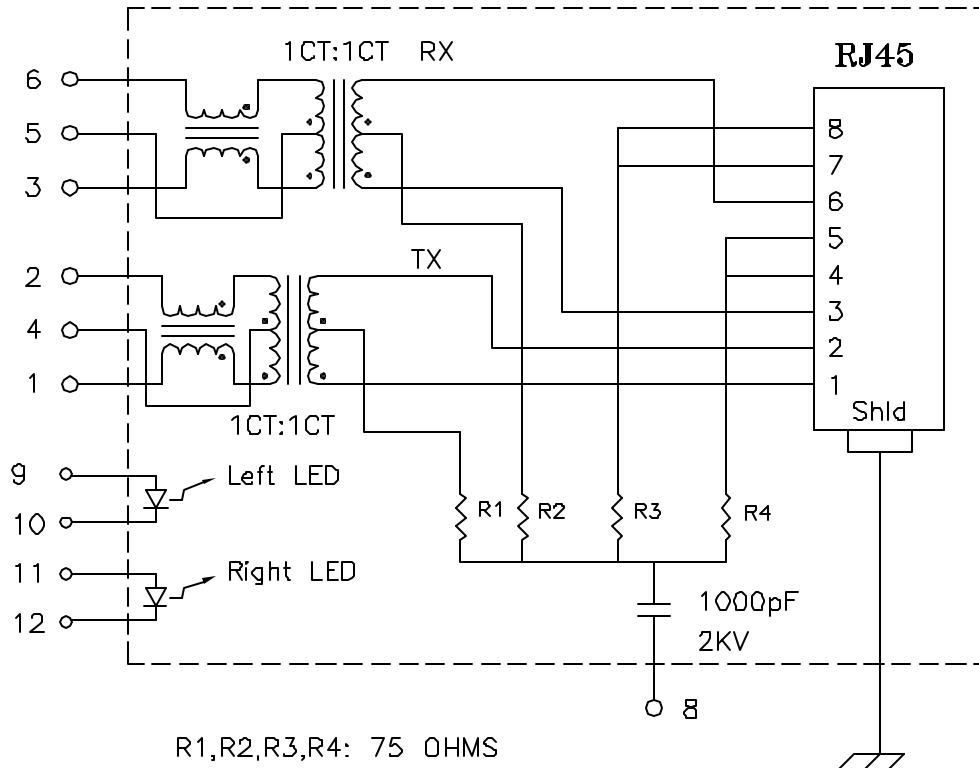 1CT:1CT RX
RJ45
6
5
3
2
4
1
TX
1CT:1CT
8
7
6
5
4
3
2
1
Shld
9
10
Left LED
11
12
Right LED
R1
R2
R3
R4
1000pF
2KV
8
R1,R2,R3,R4: 75 OHMS